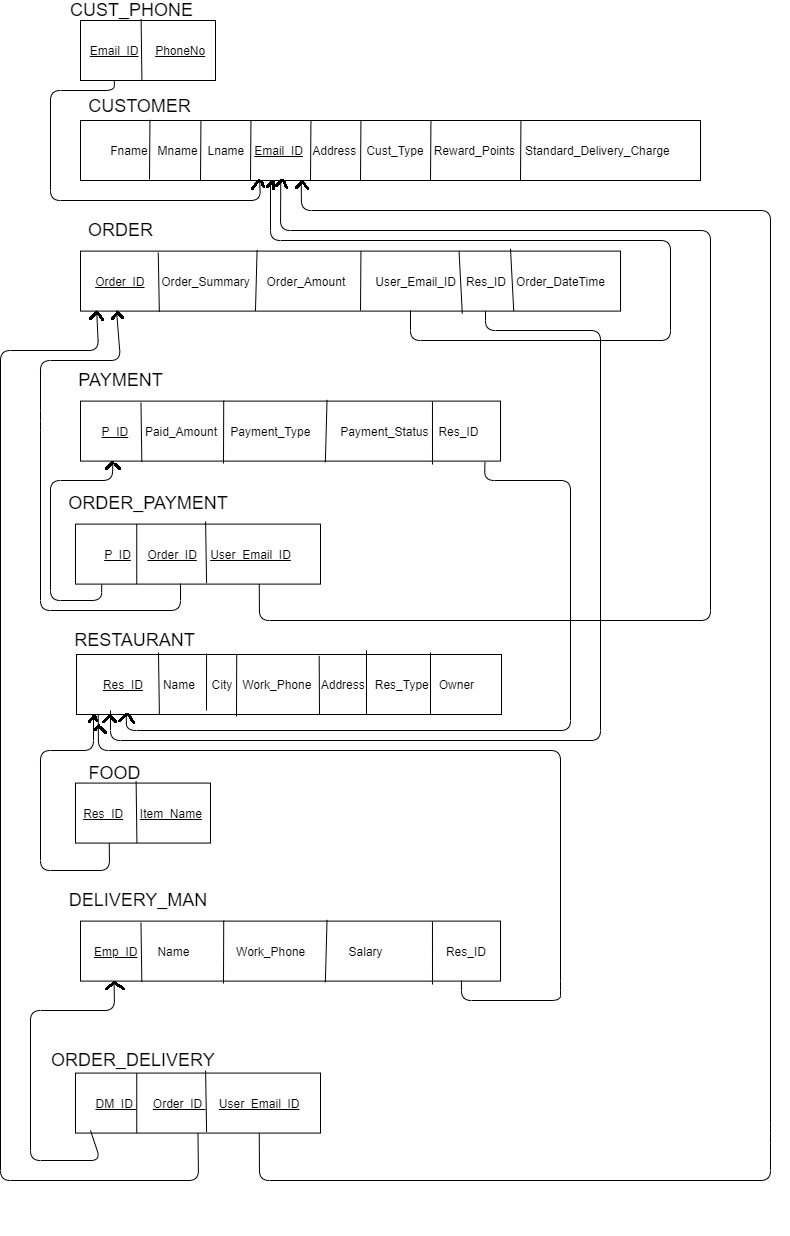 CUST_PHONE
Email_ID PhoneNo
CUSTOMER
Fname Mname Lname Email_ID Address Cust_Type Reward_Points Standard_Delivery_Charge
ORDER
Order_ID Order_Summary Order_Amount User_Email_ID Res_ID Order_DateTime
PAYMENT
P_ID Paid_Amount Payment_Type Payment_Status Res_ID
ORDER_PAYMENT
P_ID Order_ID User_Email_ID
RESTAURANT
Res_ID Name City Work_Phone Address Res_Type Owner
FOOD
Res_ID Item_Name
DELIVERY_MAN
Emp_ID Name Work_Phone Salary Res_ID
ORDER_DELIVERY
DM_ID Order_ID User_Email_ID